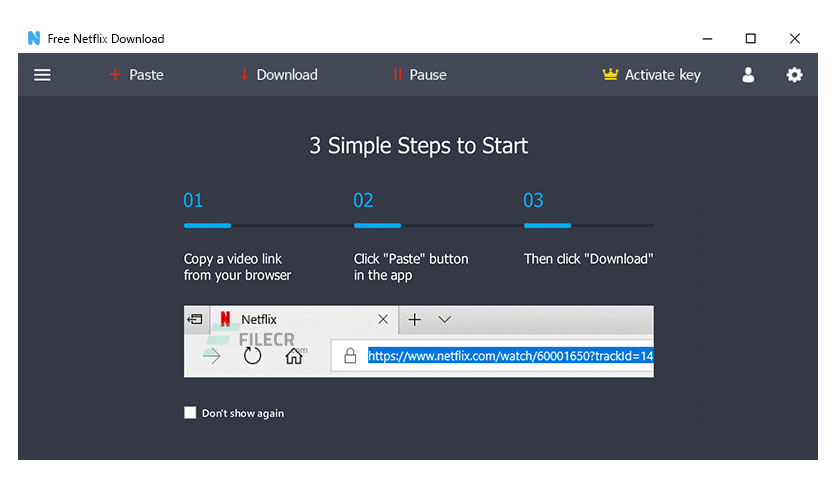 Free Netflix Download
Paste Download Pause Activate key
3 Simple Steps to Start
01 02 03
Copy a video link
from your browser
Click "Paste" button
in the app
Then click "Download"
Netflix
FILECR
.com
https://www.netflix.com/watch/60001650?trackId=14
Don't show again